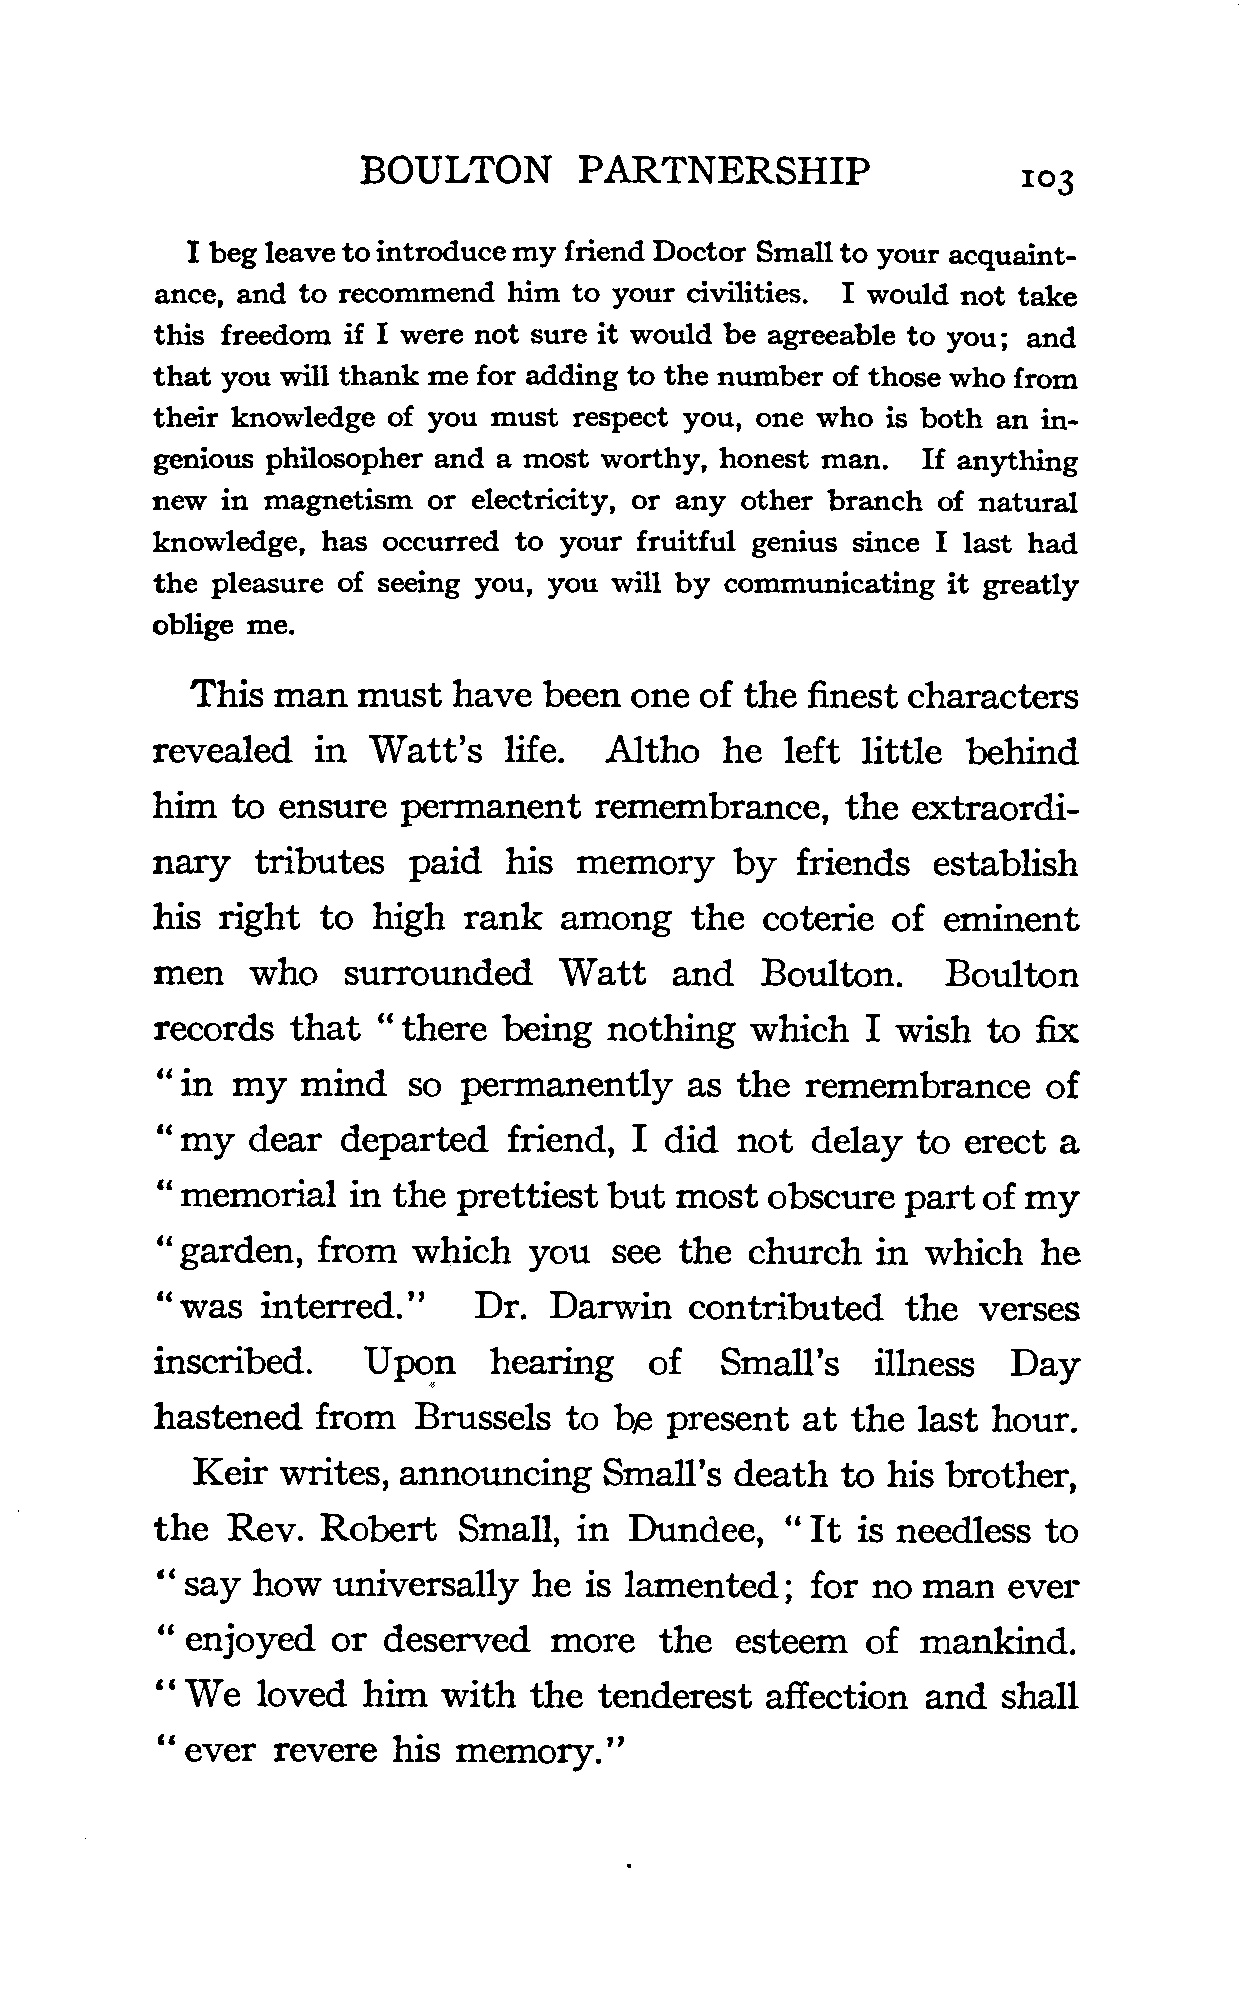 BOULTON PARTNERSHIP 103
I beg leave to introduce my friend Doctor Small to your acquaint-
ance, and to recommend him to your civilities. I would not take
this freedom if I were not sure it would be agreeable to you; and
that you will thank me for adding to the number of those who from
their knowledge of you must respect you, one who is both an in-
genious philosopher and a most worthy, honest man. If anything
new in magnetism or electricity, or any other branch of natural
knowledge, has occurred to your fruitful genius since I last had
the pleasure of seeing you, you will by communicating it greatly
oblige me.
This man must have been one of the finest characters
revealed in Watt's life. Altho he left little behind
him to ensure permanent remembrance, the extraordi-
nary tributes paid his memory by friends establish
his right to high rank among the coterie of eminent
men who surrounded Watt and Boulton. Boulton
records that "there being nothing which I wish to fix
"in my mind so permanently as the remembrance of
"my dear departed friend, I did not delay to erect a
"memorial in the prettiest but most obscure part of my
"garden, from which you see the church in which he
"was interred." Dr. Darwin contributed the verses
inscribed. Upon hearing of Small's illness Day
hastened from Brussels to be present at the last hour.
Keir writes, announcing Small's death to his brother,
the Rev. Robert Small, in Dundee, "It is needless to
"say how universally he is lamented; for no man ever
"enjoyed or deserved more the esteem of mankind.
"We loved him with the tenderest affection and shall
"ever revere his memory."